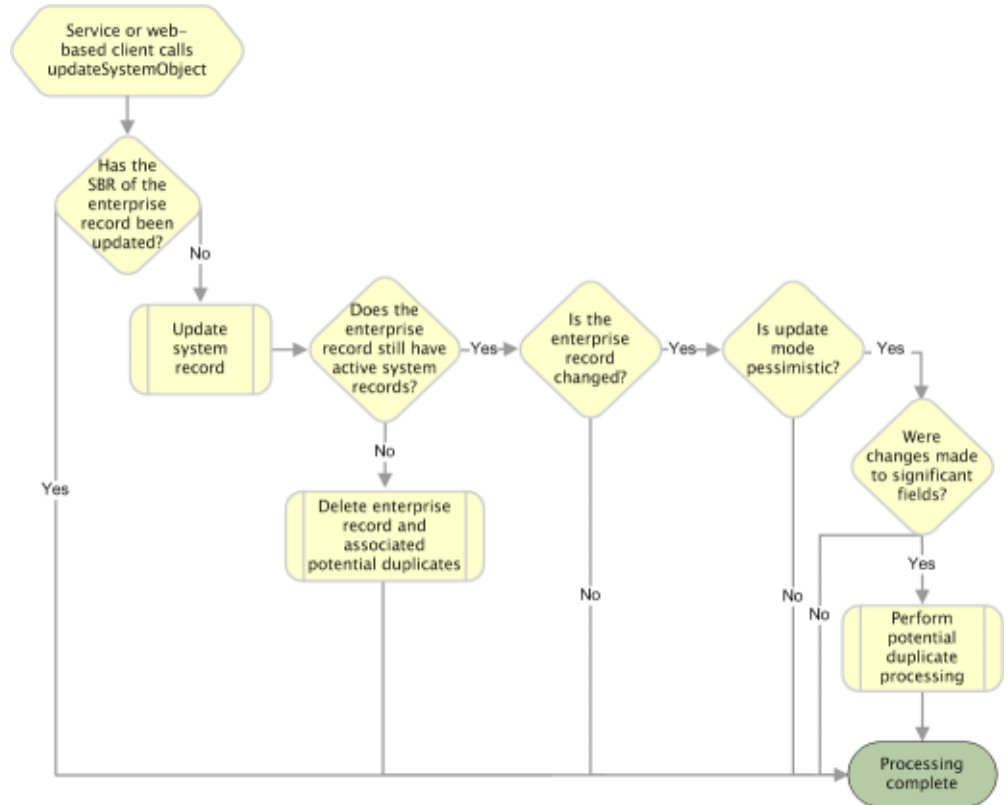 Service or web-
based client calls
updateSystemObject
Has the
SBR of the
enterprise
record been
updated?
No
Update
system
record
Does the
enterprise
record still have
active system
records?
Yes
Is the
enterprise
record
changed?
Yes
Is update
mode
pessimistic?
Yes
No
Were
changes made
to significant
fields?
Yes
Delete enterprise
record and
associated
potential duplicates
Yes
No
No
No
Perform
potential
duplicate
processing
Processing
complete